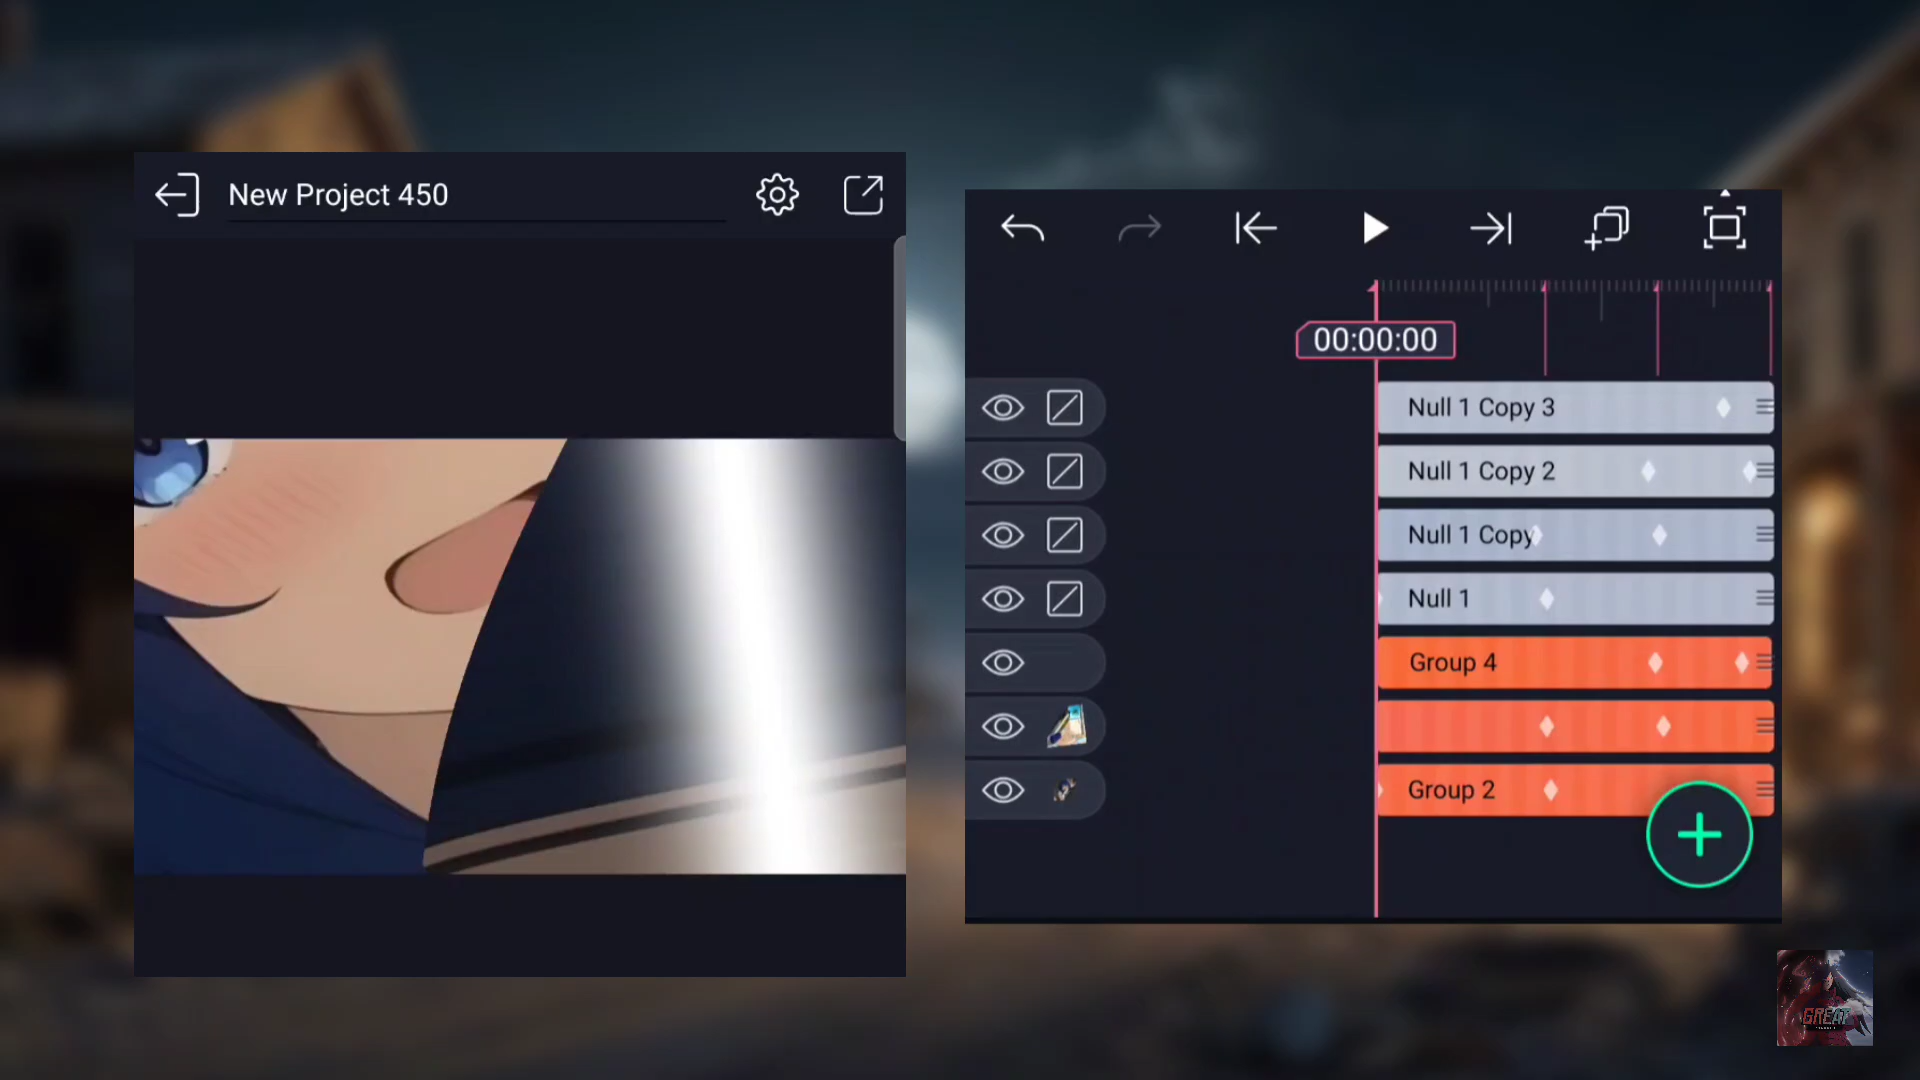 New Project 450
00:00:00
Null 1 Copy 3
Null 1 Copy 2
Null 1 Copy
Null 1
Group 4
Group 2
GREAT